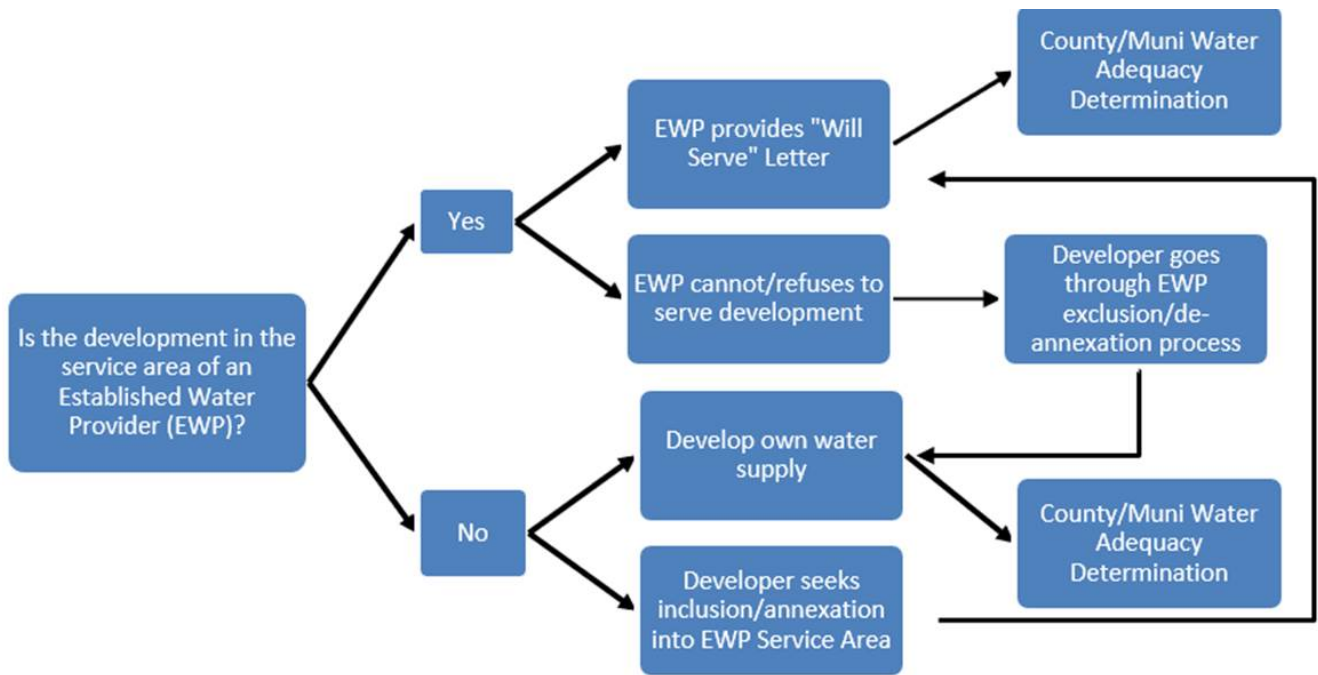 Is the development in the
service area of an
Established Water
Provider (EWP)?
Yes
No
EWP provides "Will
Serve" Letter
EWP cannot/refuses to
serve development
Develop own water
supply
Developer seeks
inclusion/annexation
into EWP Service Area
County/Muni Water
Adequacy
Determination
Developer goes
through EWP
exclusion/de-
annexation process
County/Muni Water
Adequacy
Determination